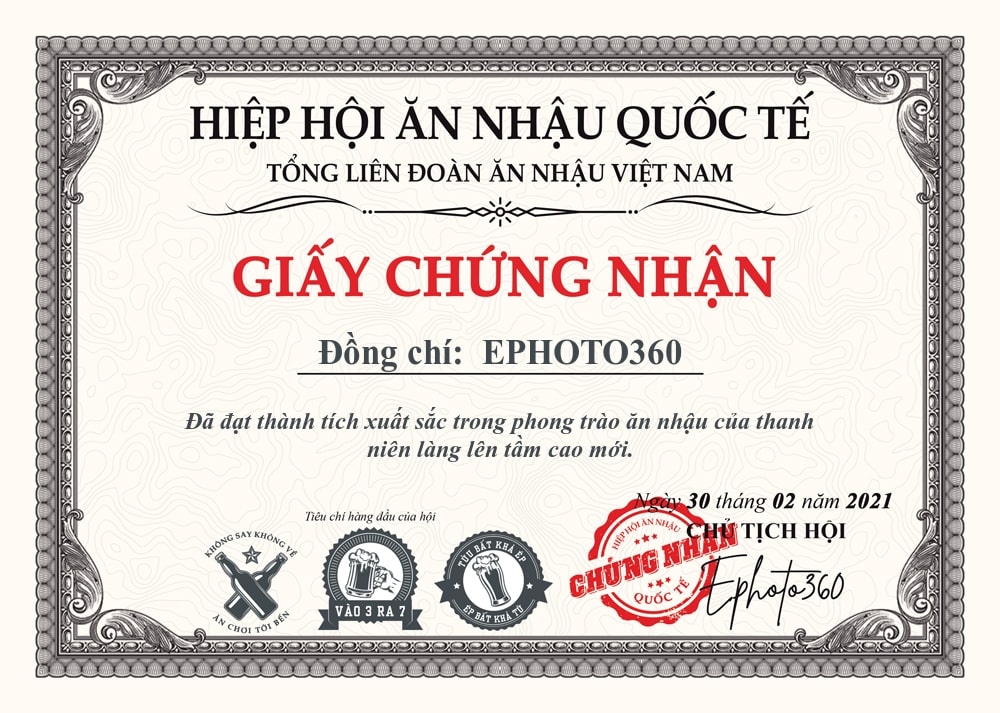 HIỆP HỘI ĂN NHẬU QUỐC TẾ
TỔNG LIÊN ĐOÀN ĂN NHẬU VIỆT NAM
GIẤY CHỨNG NHẬN
Đồng chí: EPHOTO360
Đã đạt thành tích xuất sắc trong phong trào ăn nhậu của thanh
niên làng lên tầm cao mới.
Ngày 30 tháng 02 năm 2021
CHỦ TỊCH HỘI
Tiêu chí hàng đầu của hội
KHÔNG SAY KHÔNG VỀ
ĂN CHƠI TỚI BẾN
VÀO 3 RA 7
TỬU BẤT KHẢ ÉP
ÉP BẤT KHẢ TỪ
HIỆP HỘI ĂN NHẬU
CHỨNG NHẬN
QUỐC TẾ
Ephoto360